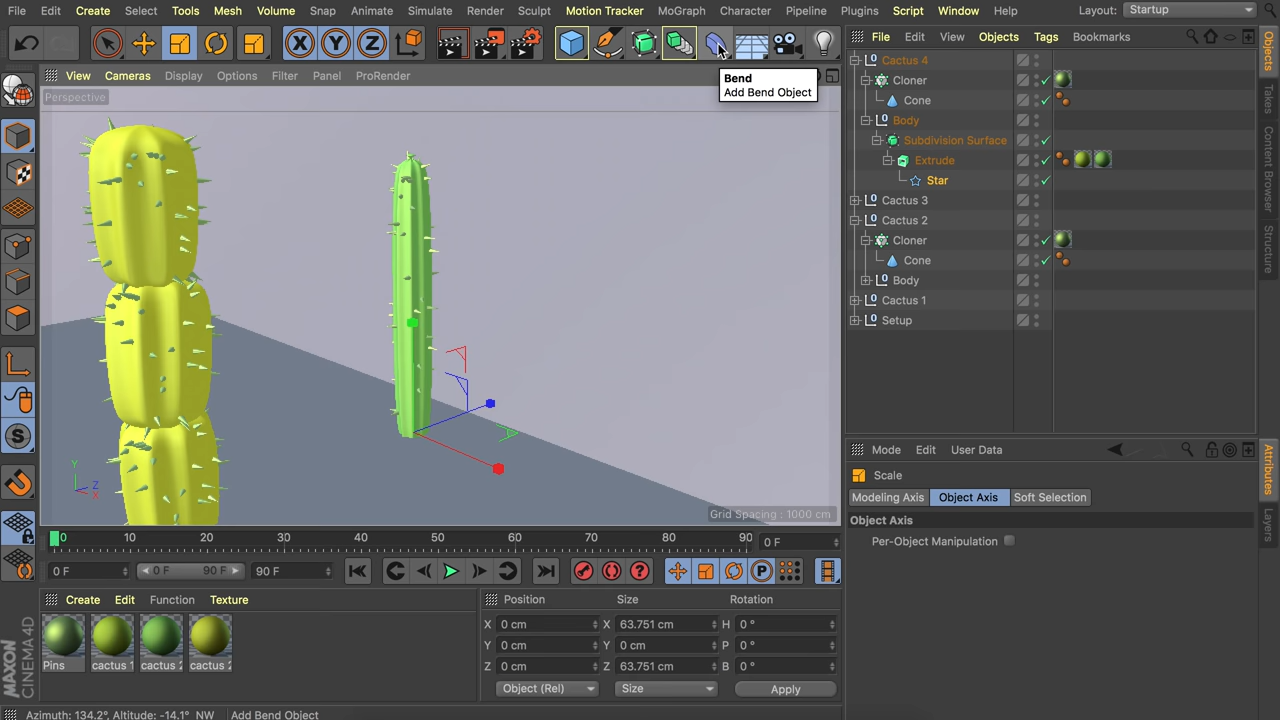 File Edit Create Select Tools Mesh Volume Snap Animate Simulate Render Sculpt Motion Tracker MoGraph Character Pipeline Plugins Script Window Help Layout: Startup
X Y Z
File Edit View Objects Tags Bookmarks
View Cameras Display Options Filter Panel ProRender
Perspective
Bend
Add Bend Object
Cactus 4
Cloner
Cone
Body
Subdivision Surface
Extrude
Star
Cactus 3
Cactus 2
Cloner
Cone
Body
Cactus 1
Setup
Objects
Takes
Content Browser
Structure
Y
Z
X
Grid Spacing : 1000 cm
Mode Edit User Data
Scale
Modeling Axis Object Axis Soft Selection
Object Axis
Per-Object Manipulation
Attributes
Layers
0 10 20 30 40 50 60 70 80 90 0 F
0 F 0 F 90 F 90 F
P
Create Edit Function Texture
Pins cactus 1 cactus 2 cactus 2
Position Size Rotation
X 0 cm X 63.751 cm H 0 °
Y 0 cm Y 0 cm P 0 °
Z 0 cm Z 63.751 cm B 0 °
Object (Rel) Size Apply
MAXON
CINEMA 4D
Azimuth: 134.2°, Altitude: -14.1° NW Add Bend Object